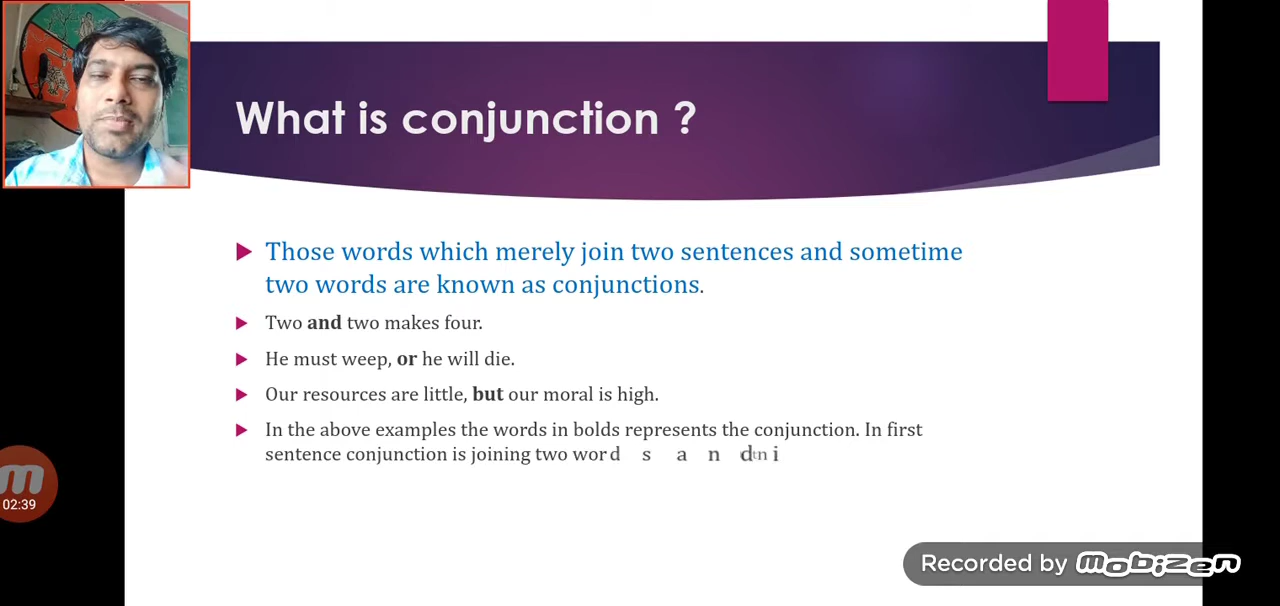 What is conjunction ?
Those words which merely join two sentences and sometime
two words are known as conjunctions.
Two and two makes four.
He must weep, or he will die.
Our resources are little, but our moral is high.
In the above examples the words in bolds represents the conjunction. In first
sentence conjunction is joining two words and
02:39
Recorded by mobizen